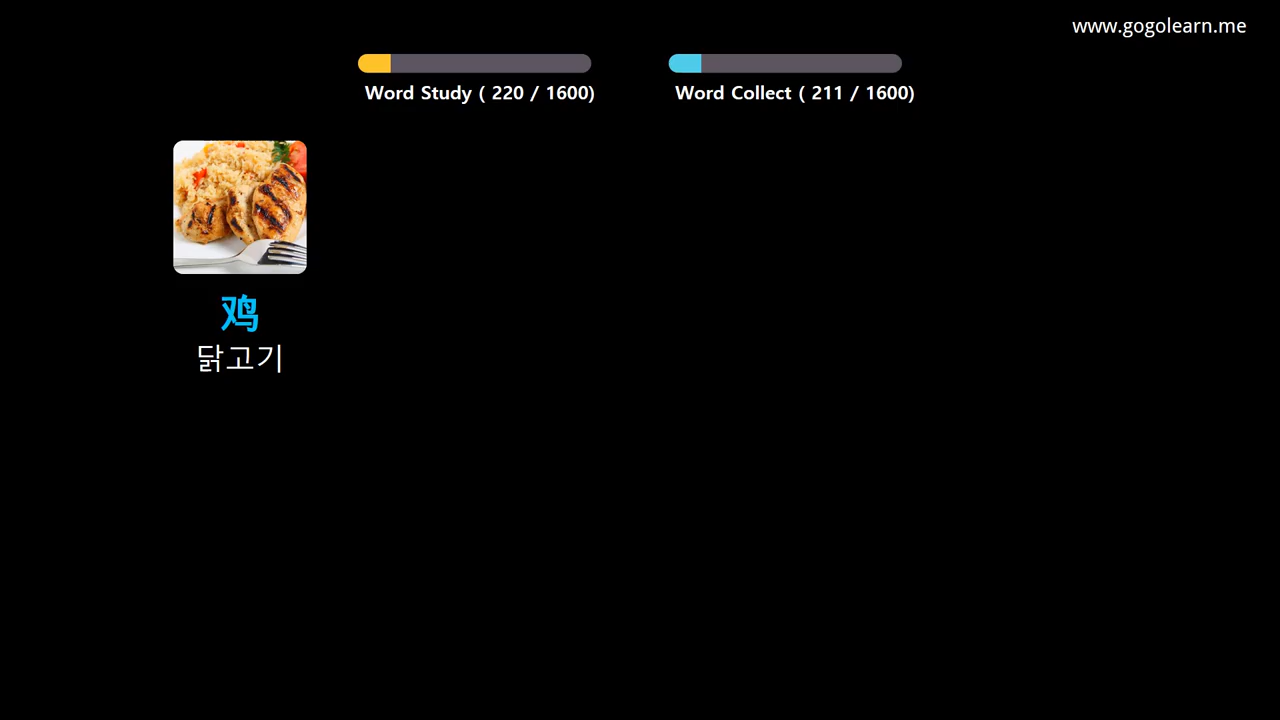 www.gogolearn.me
Word Study ( 220 / 1600)
Word Collect ( 211 / 1600)
鸡
닭고기